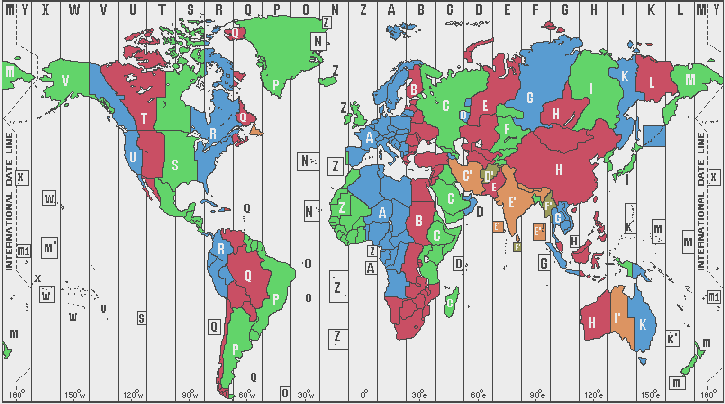 M Y X W V U T S R Q P O N Z A B C D E F G H I K L M Y
Z
Q
N
m
V
P
Z
Z
B
C
D
E
G
H
I
K
L
M
T
Q
R
A
F
U
S
N*
Z
H
C*
D*
E
I
X
W
Q
N*
Z
A
B
C
D
E*
F*
G
X
K
M
M*
R
Z
A
C
E
F*
H
M
INTERNATIONAL DATE LINE
INTERNATIONAL DATE LINE
X
W
W
V
S
Q
P
O
O
Z
C
D
F
G
H
I*
K
K*
m
P
Q
O
Z
m
m
180° 150°W 120°W 90°W 60°W 30°W 0° 30°E 60°E 90°E 120°E 150°E 180°